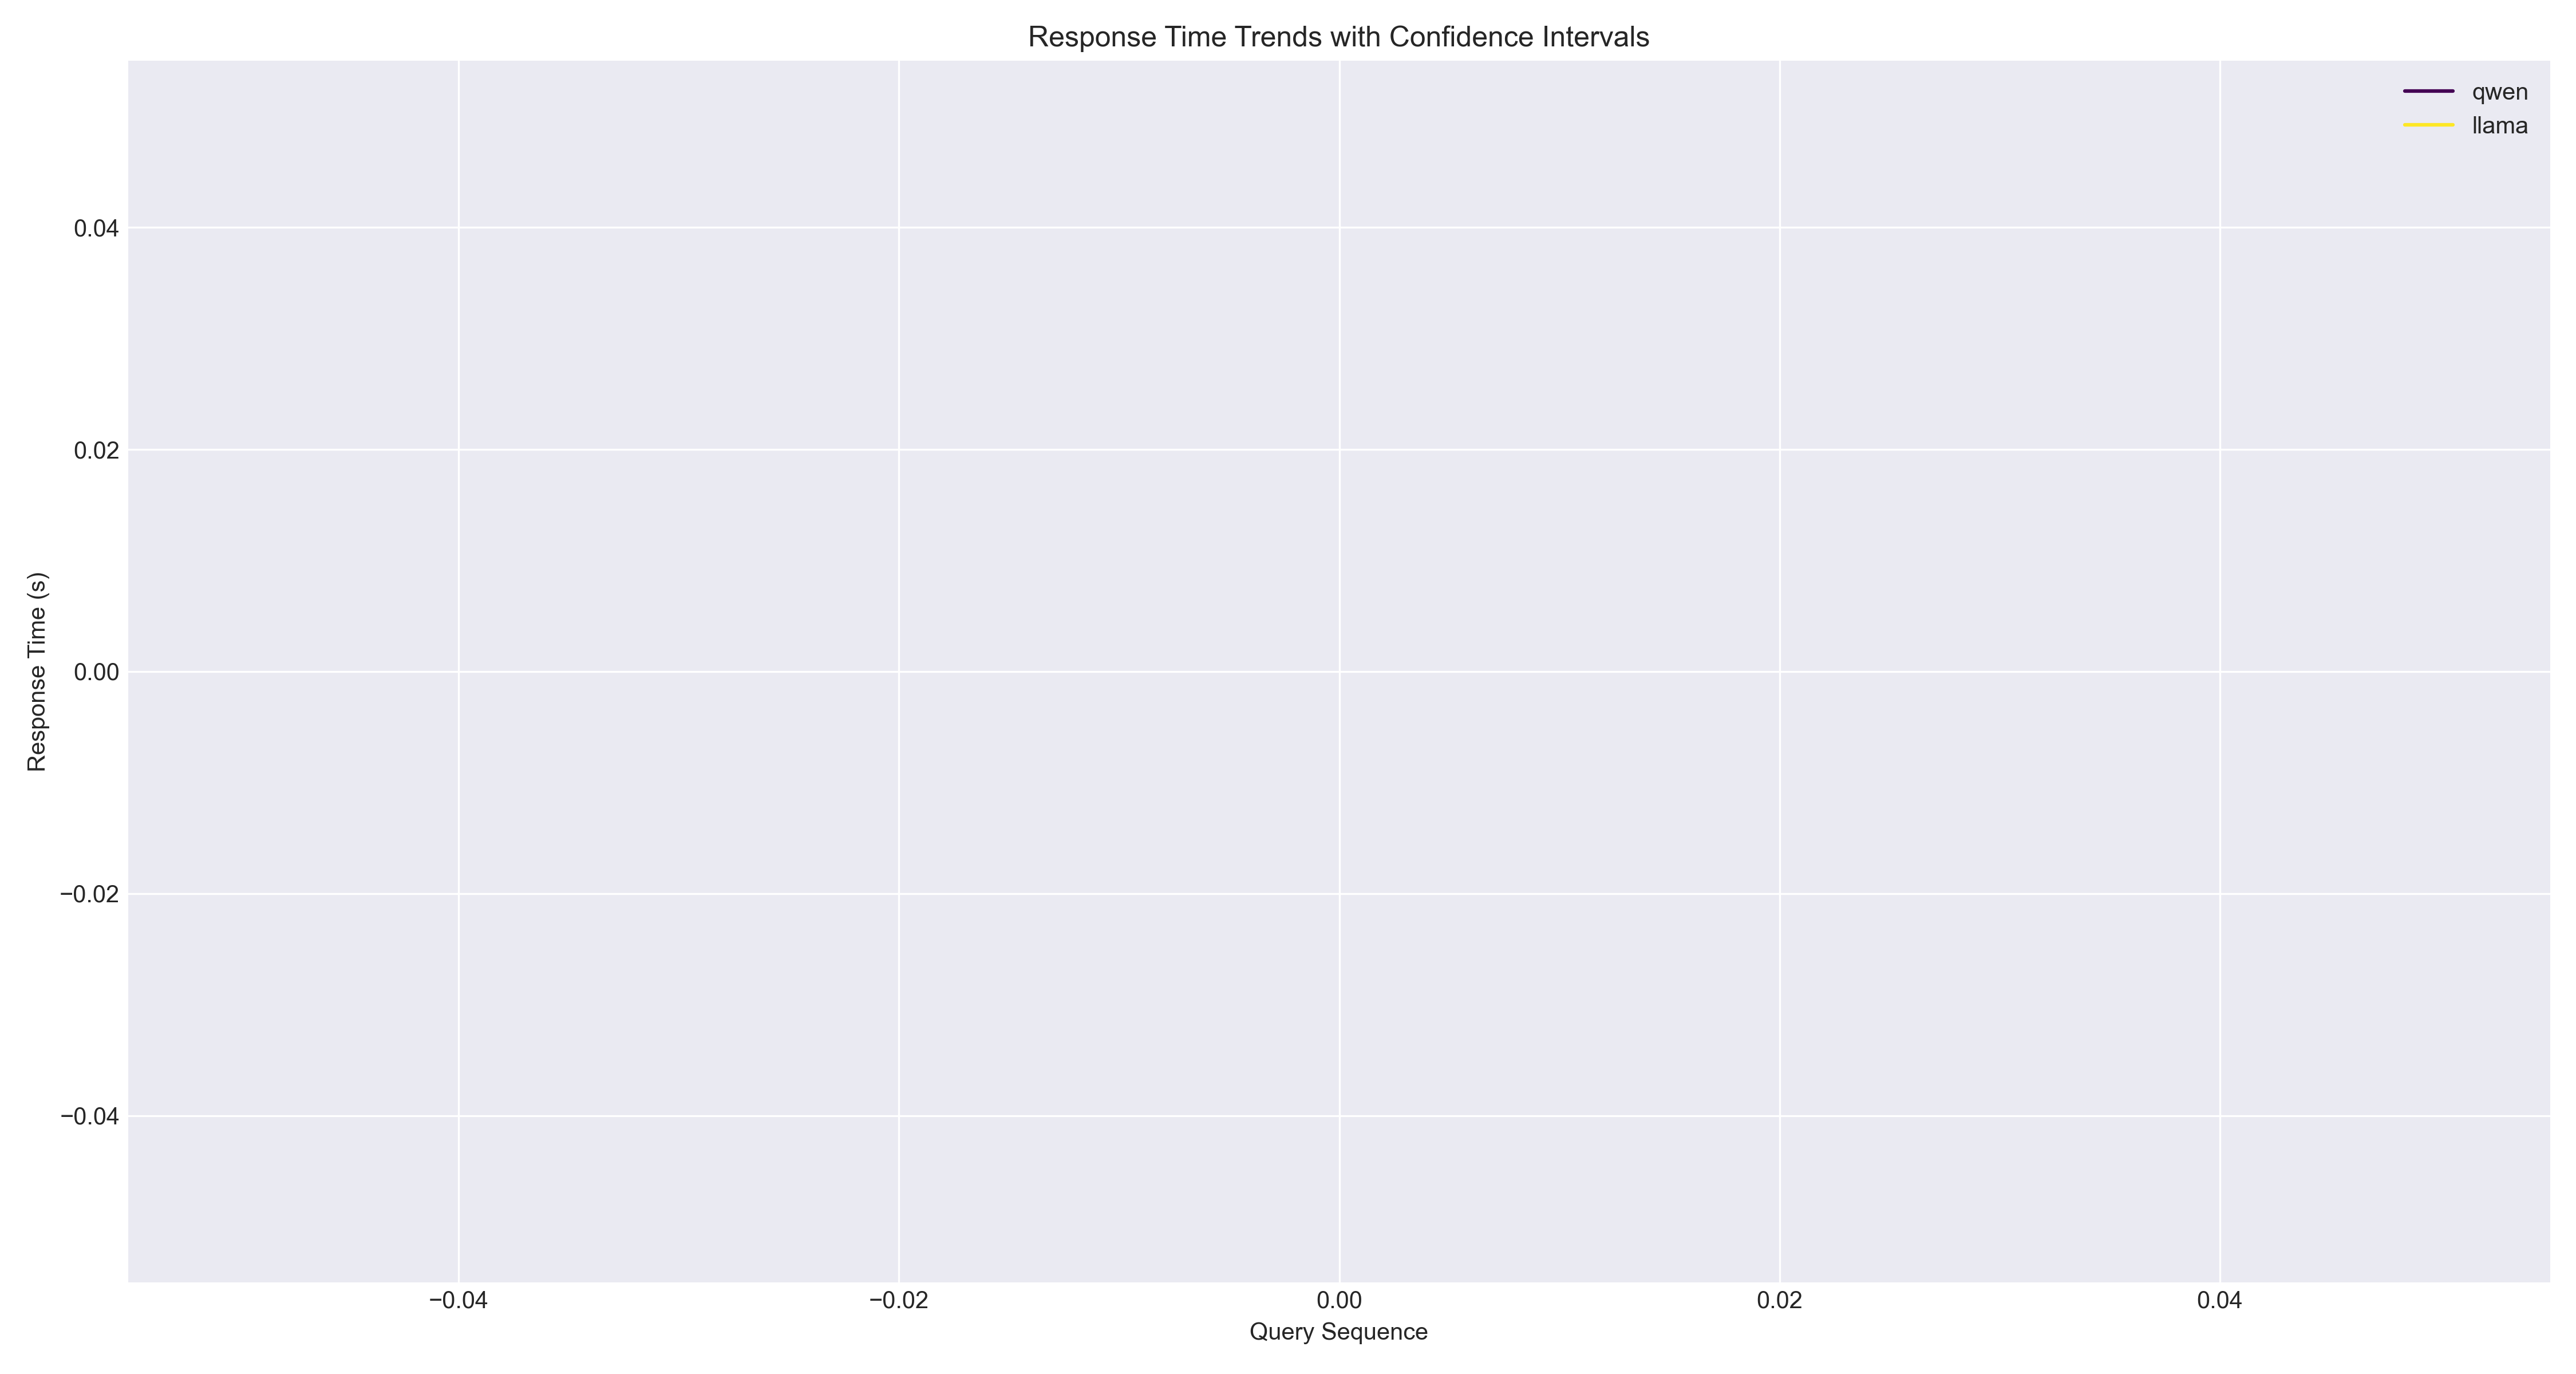 Response Time Trends with Confidence Intervals
qwen
llama
0.04
0.02
0.00
−0.02
−0.04
Response Time (s)
−0.04
−0.02
0.00
0.02
0.04
Query Sequence